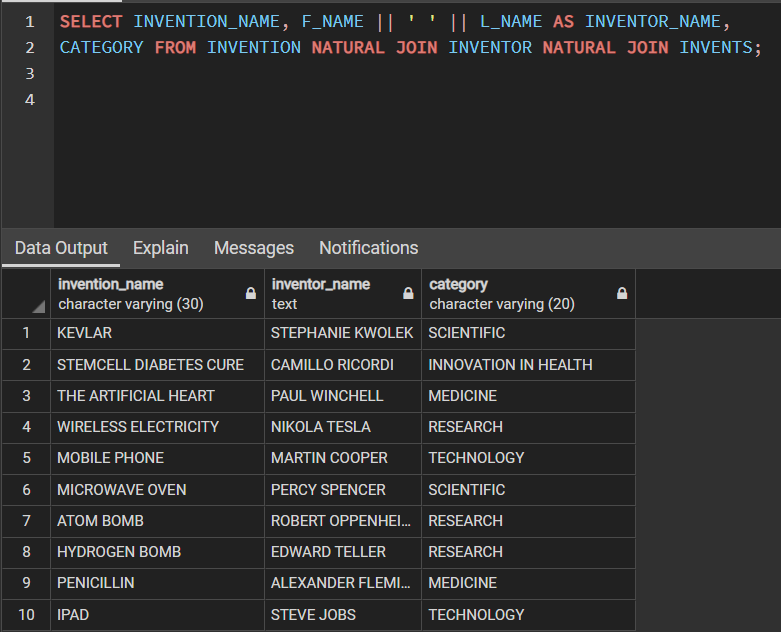 1 SELECT INVENTION_NAME, F_NAME || ' ' || L_NAME AS INVENTOR_NAME,
2 CATEGORY FROM INVENTION NATURAL JOIN INVENTOR NATURAL JOIN INVENTS;
3
4
Data Output Explain Messages Notifications
invention_name inventor_name category
character varying (30) text character varying (20)
1 KEVLAR STEPHANIE KWOLEK SCIENTIFIC
2 STEMCELL DIABETES CURE CAMILLO RICORDI INNOVATION IN HEALTH
3 THE ARTIFICIAL HEART PAUL WINCHELL MEDICINE
4 WIRELESS ELECTRICITY NIKOLA TESLA RESEARCH
5 MOBILE PHONE MARTIN COOPER TECHNOLOGY
6 MICROWAVE OVEN PERCY SPENCER SCIENTIFIC
7 ATOM BOMB ROBERT OPPENHEI... RESEARCH
8 HYDROGEN BOMB EDWARD TELLER RESEARCH
9 PENICILLIN ALEXANDER FLEMI... MEDICINE
10 IPAD STEVE JOBS TECHNOLOGY